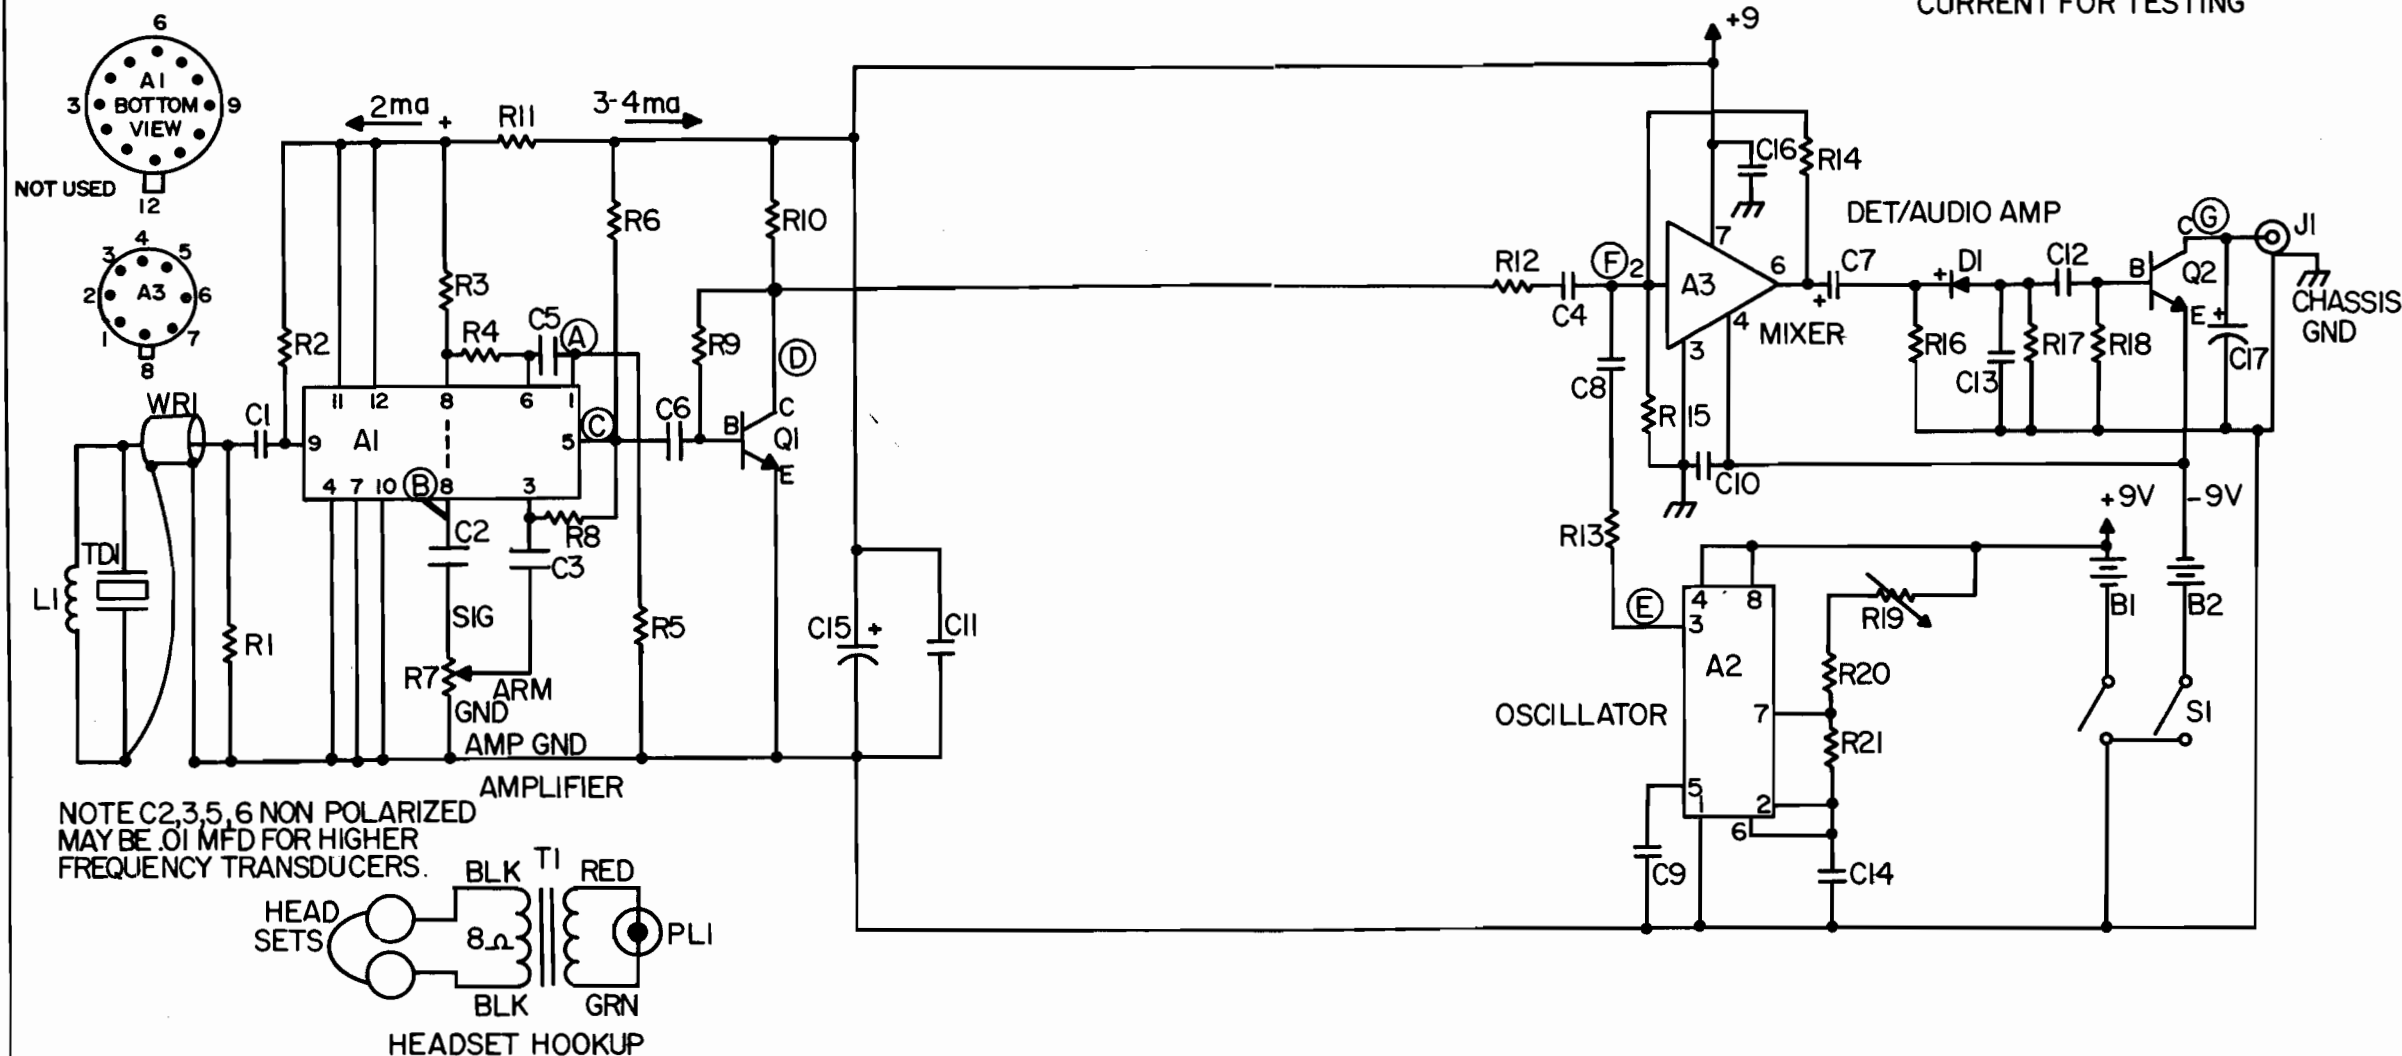 CURRENT FOR TESTING
+9
6
A1
3 BOTTOM 9
VIEW
NOT USED
12
4
3 5
2 A3 6
1 7
8
2ma
+
R11
3-4ma
R6
R10
R3
R4
C5
A
R2
R9
D
WR1
C1
11 12 8 6 1
9 A1 5
C
C6
B
C
Q1
E
4 7 10 B 8 3
C2
R8
C3
TD1
L1
SIG
R1
R7
ARM
GND
R5
C15 +
C11
AMP GND
AMPLIFIER
NOTE C2,3,5,6 NON POLARIZED
MAY BE .01 MFD FOR HIGHER
FREQUENCY TRANSDUCERS.
T1
BLK RED
HEAD
SETS
8Ω
PL1
BLK GRN
HEADSET HOOKUP
C16
R14
7
R12
C4
F
2
A3
6
C7
+
4
3
MIXER
C8
R15
C10
R13
DET/AUDIO AMP
+ D1
C12
R16
C13
R17
R18
B
C
G
Q2
E
+
C17
J1
CHASSIS
GND
+9V
-9V
E
4 8
3
A2
R19
R20
B1
B2
OSCILLATOR
7
R21
S1
5
1
2
6
C9
C14